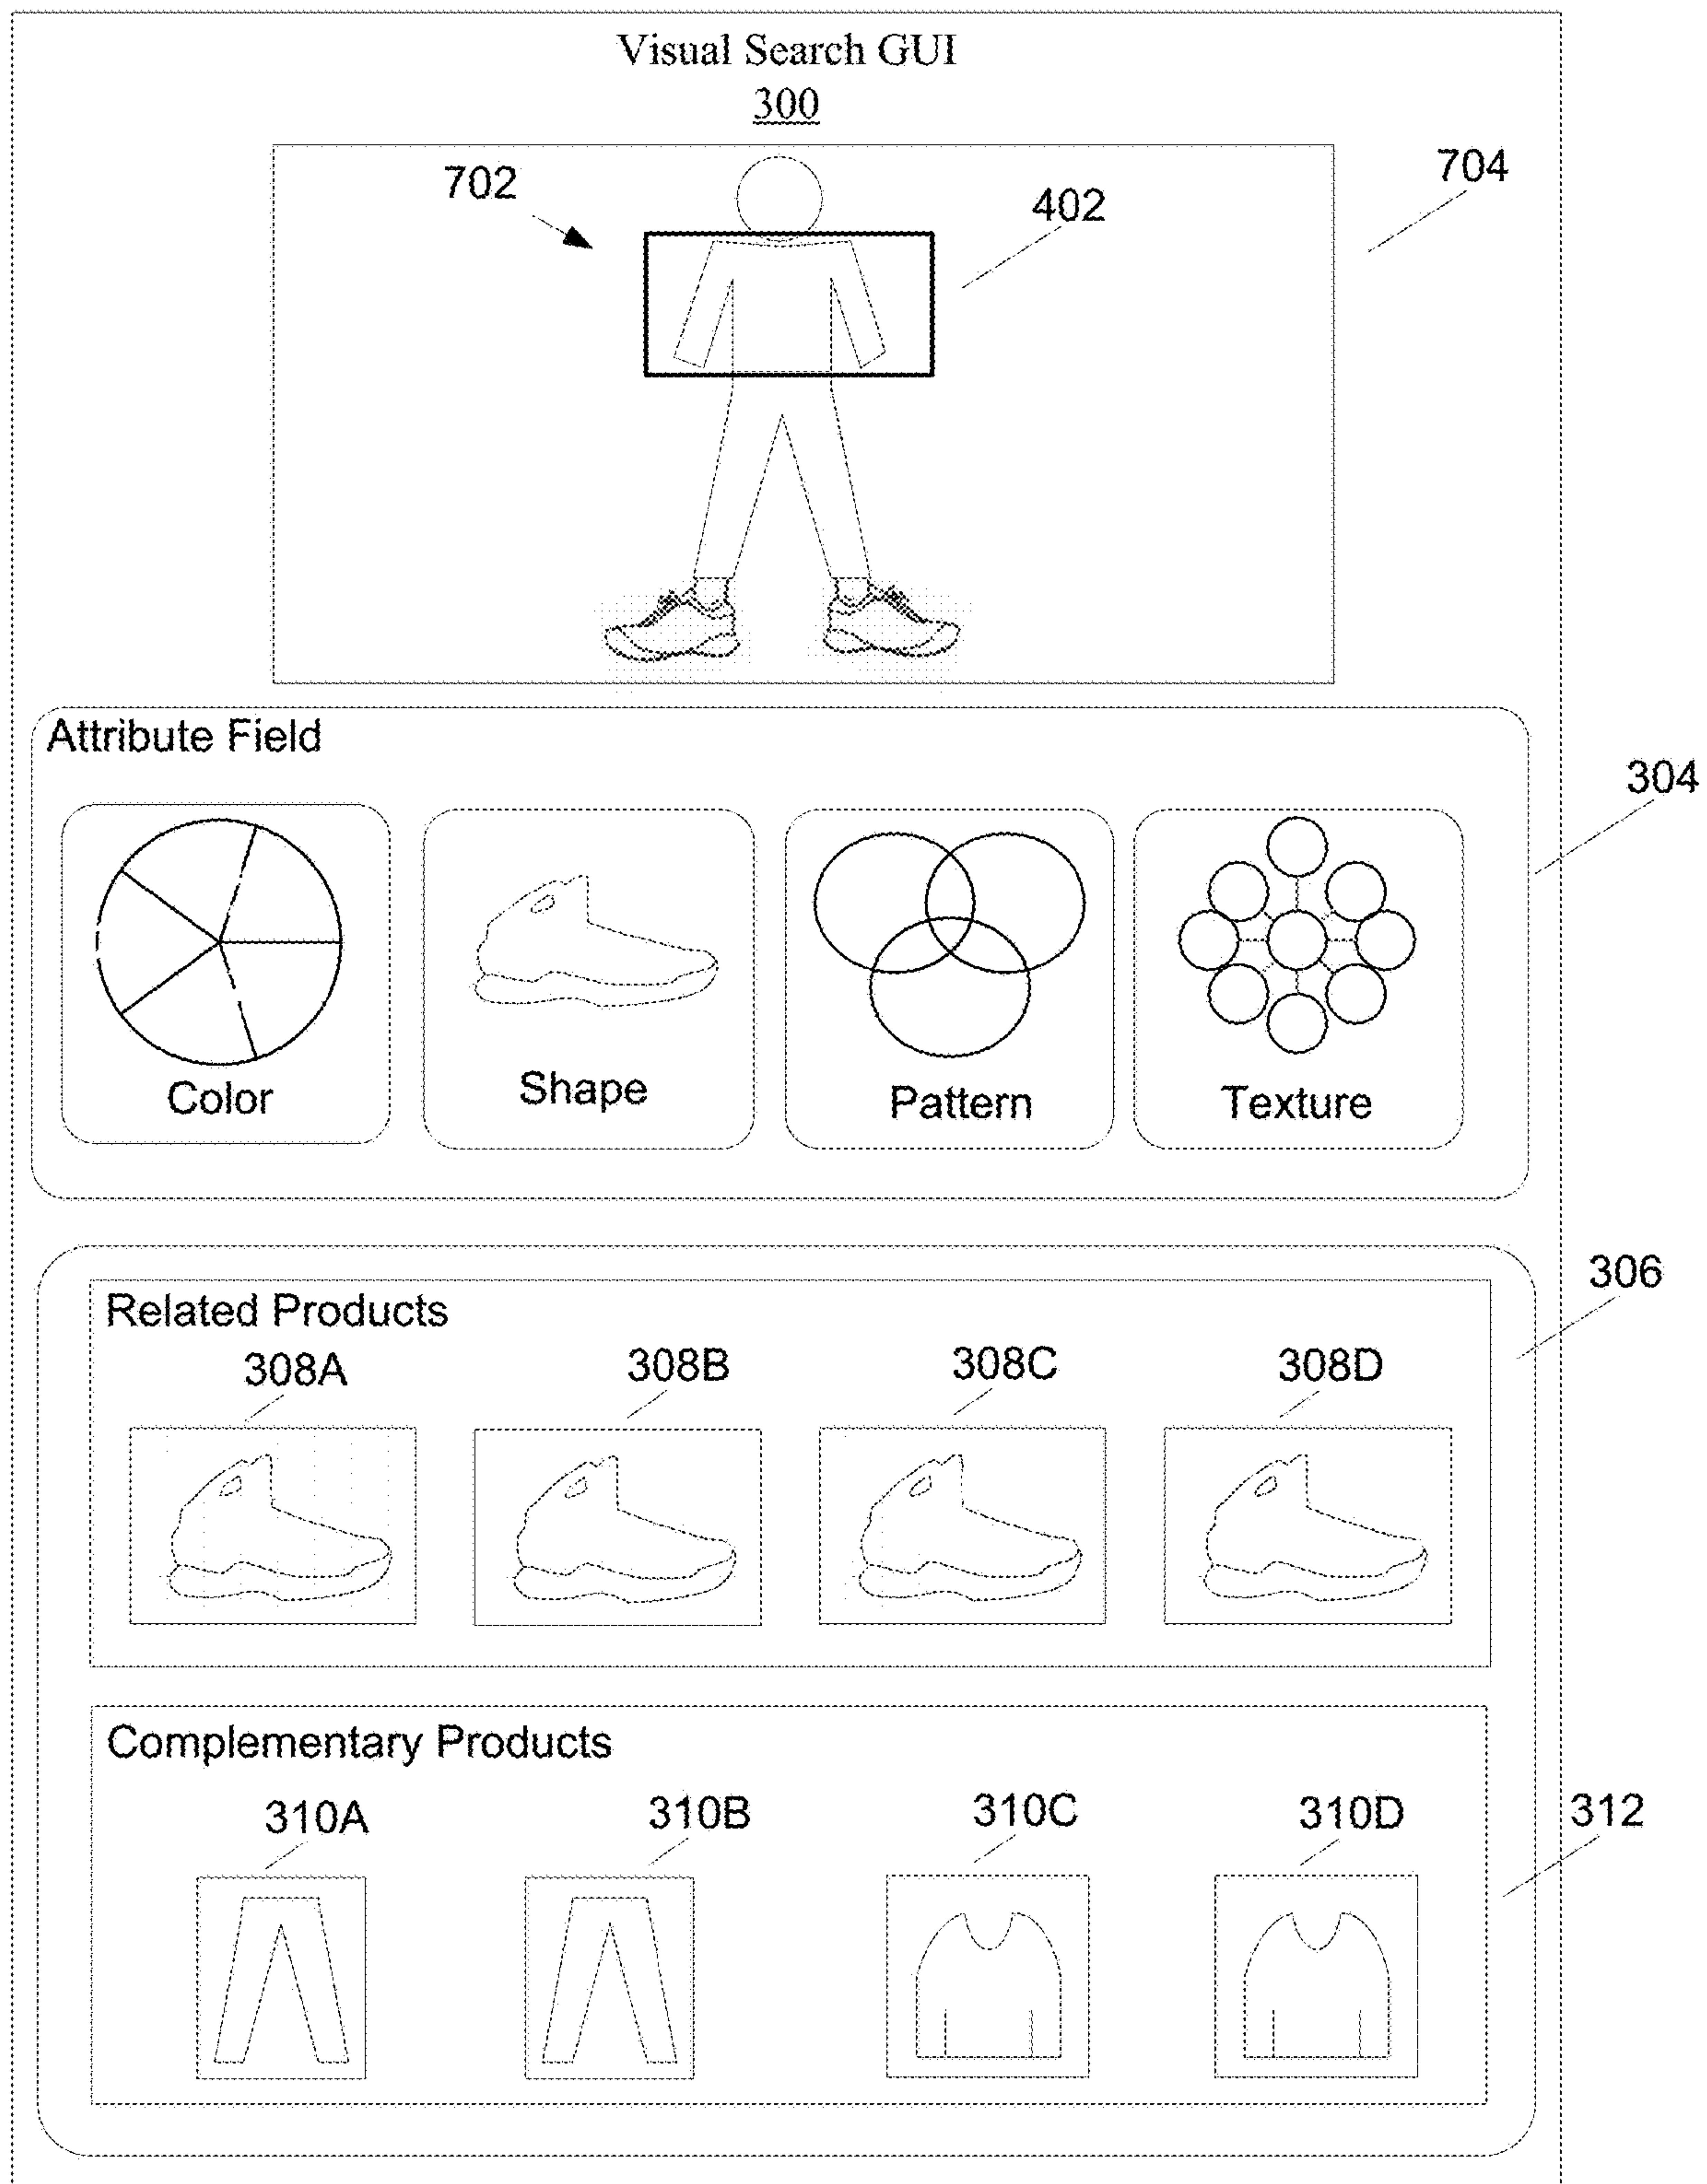 Visual Search GUI
300
702
402
704
Attribute Field
304
Color
Shape
Pattern
Texture
306
Related Products
308A
308B
308C
308D
Complementary Products
310A
310B
310C
310D
312